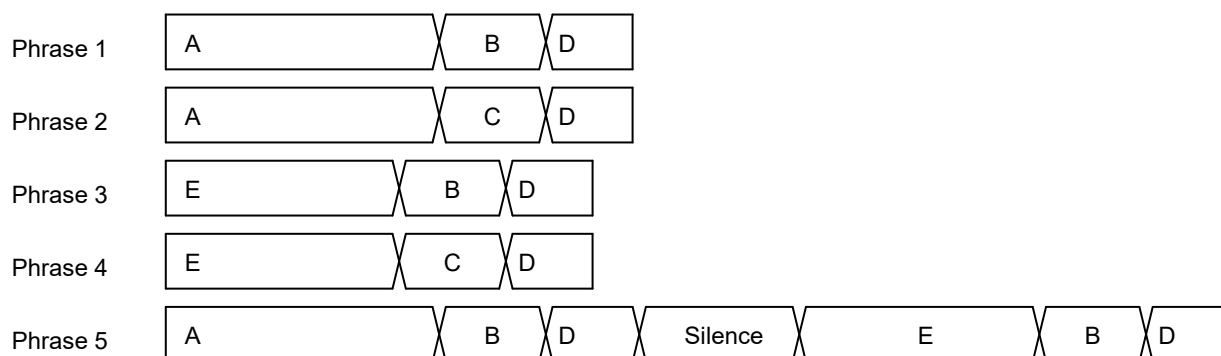 Phrase 1 A B D
Phrase 2 A C D
Phrase 3 E B D
Phrase 4 E C D
Phrase 5 A B D Silence E B D